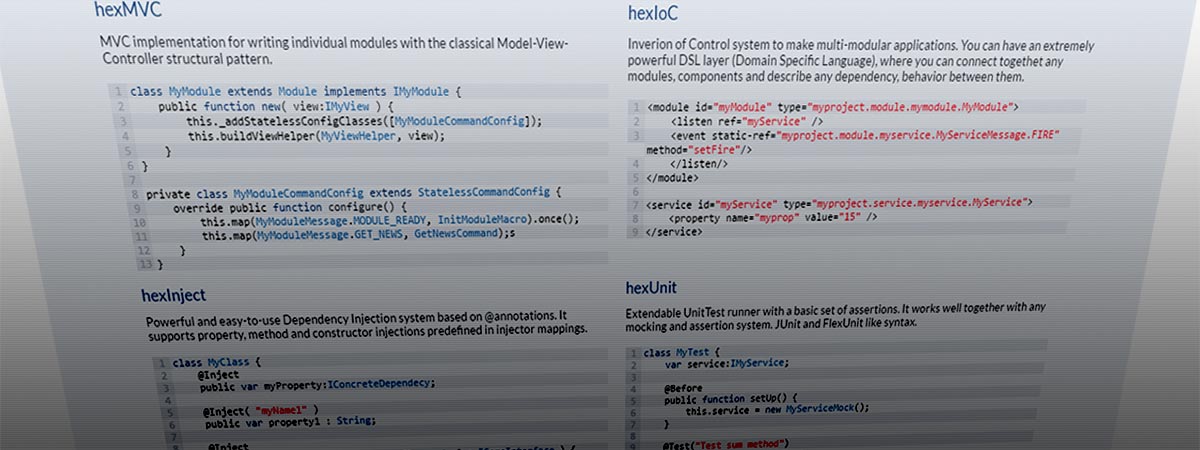 hexMVC
MVC implementation for writing individual modules with the classical Model-View-
Controller structural pattern.
1 class MyModule extends Module implements IMyModule {
2 public function new( view:IMyView ) {
3 this._addStatelessConfigClasses([MyModuleCommandConfig]);
4 this.buildViewHelper(MyViewHelper, view);
5 }
6 }
7
8 private class MyModuleCommandConfig extends StatelessCommandConfig {
9 override public function configure() {
10 this.map(MyModuleMessage.MODULE_READY, InitModuleMacro).once();
11 this.map(MyModuleMessage.GET_NEWS, GetNewsCommand);s
12 }
13 }
hexIoC
Inverion of Control system to make multi-modular applications. You can have an extremely
powerful DSL layer (Domain Specific Language), where you can connect togethet any
modules, components and describe any dependency, behavior between them.
1 <module id="myModule" type="myproject.module.mymodule.MyModule">
2 <listen ref="myService" />
3 <event static-ref="myproject.module.myservice.MyServiceMessage.FIRE"
method="setFire"/>
4 </listen/>
5 </module>
6
7 <service id="myService" type="myproject.service.myservice.MyService">
8 <property name="myprop" value="15" />
9 </service>
hexInject
Powerful and easy-to-use Dependency Injection system based on @annotations. It
supports property, method and constructor injections predefined in injector mappings.
1 class MyClass {
2 @Inject
3 public var myProperty:IConcreteDependecy;
4
5 @Inject( "myName1" )
6 public var property1 : String;
7
8 @Inject
hexUnit
Extendable UnitTest runner with a basic set of assertions. It works well together with any
mocking and assertion system. JUnit and FlexUnit like syntax.
1 class MyTest {
2 var service:IMyService;
3
4 @Before
5 public function setUp() {
6 this.service = new MyServiceMock();
7 }
8
9 @Test("Test sum method")